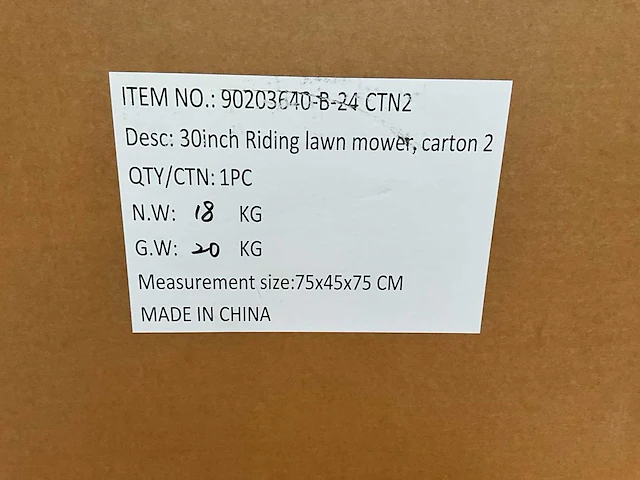 ITEM NO.: 90203640-B-24 CTN2
Desc: 30inch Riding lawn mower, carton 2
QTY/CTN: 1PC
N.W: 18 KG
G.W: 20 KG
Measurement size:75x45x75 CM
MADE IN CHINA